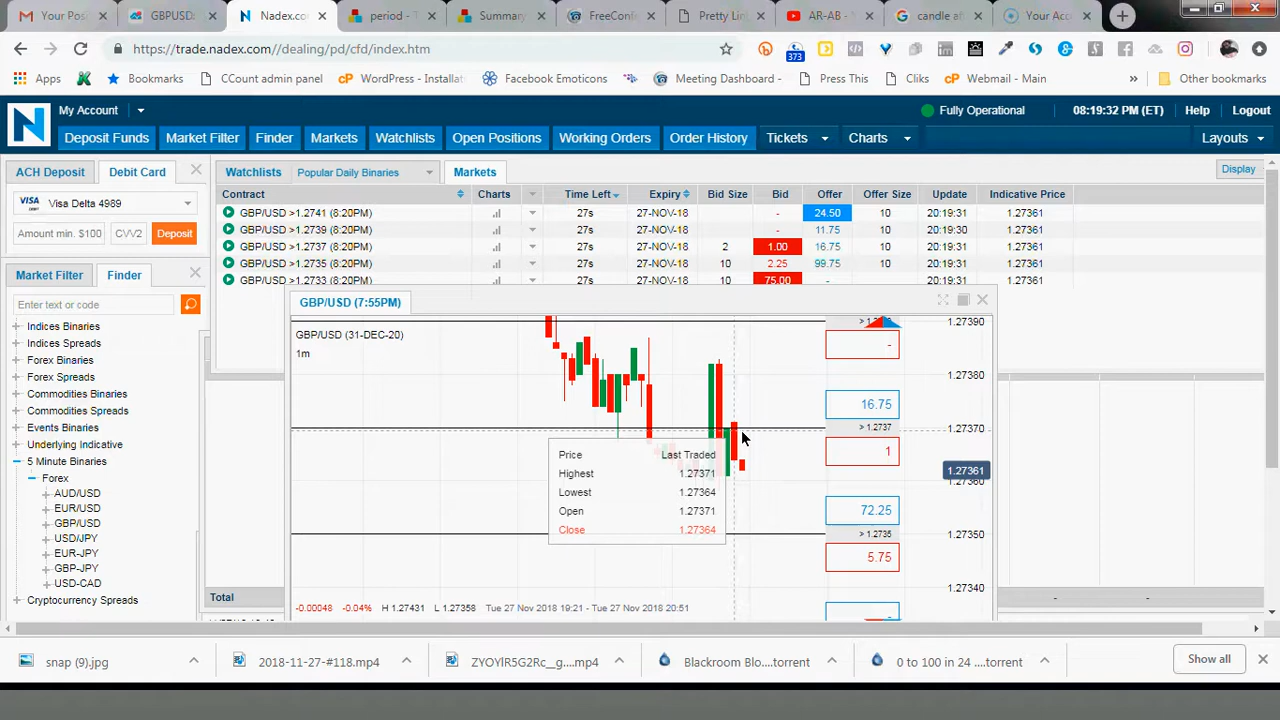 Your Posts
GBPUSD
Nadex.co
period - T
Summary
FreeConfe
Pretty Lin
AR-AB -
candle af
Your Acc
https://trade.nadex.com//dealing/pd/cfd/index.htm
373
Apps
Bookmarks
CCount admin page
WordPress - Installat
Facebook Emoticons
Meeting Dashboard -
Press This
Cliks
Webmail - Main
»
Other bookmarks
N
My Account
Fully Operational
08:19:32 PM (ET)
Help
Logout
Deposit Funds
Market Filter
Finder
Markets
Watchlists
Open Positions
Working Orders
Order History
Tickets
Charts
Layouts
ACH Deposit
Debit Card
Watchlists
Popular Daily Binaries
Markets
Display
Contract
Charts
Time Left
Expiry
Bid Size
Bid
Offer
Offer Size
Update
Indicative Price
VISA
DEBIT
Visa Delta 4989
GBP/USD >1.2741 (8:20PM) 27s 27-NOV-18 - 24.50 10 20:19:31 1.27361
GBP/USD >1.2739 (8:20PM) 27s 27-NOV-18 - 11.75 10 20:19:30 1.27361
Amount min. $100
CVV2
Deposit
GBP/USD >1.2737 (8:20PM) 27s 27-NOV-18 2 1.00 16.75 10 20:19:31 1.27361
GBP/USD >1.2735 (8:20PM) 27s 27-NOV-18 10 2.25 99.75 10 20:19:31 1.27361
GBP/USD >1.2733 (8:20PM) 27s 27-NOV-18 10 75.00 - 20:19:31 1.27361
Market Filter
Finder
Enter text or code
Indices Binaries
Indices Spreads
Forex Binaries
Forex Spreads
Commodities Binaries
Commodities Spreads
Events Binaries
Underlying Indicative
5 Minute Binaries
Forex
AUD/USD
EUR/USD
GBP/USD
USD/JPY
EUR-JPY
GBP-JPY
USD-CAD
Cryptocurrency Spreads
GBP/USD (7:55PM)
GBP/USD (31-DEC-20)
1m
1.27390
-
1.27380
16.75
> 1.2737
1.27370
1
1.27361
1.27360
72.25
> 1.2735
1.27350
5.75
1.27340
-
Price Last Traded
Highest 1.27371
Lowest 1.27364
Open 1.27371
Close 1.27364
-0.00048 -0.04% H 1.27431 L 1.27358 Tue 27 Nov 2018 19:21 - Tue 27 Nov 2018 20:51
Total
- -
snap (9).jpg
2018-11-27-#118.mp4
ZYOYlR5G2Rc__g....mp4
Blackroom Blo....torrent
0 to 100 in 24 ....torrent
Show all